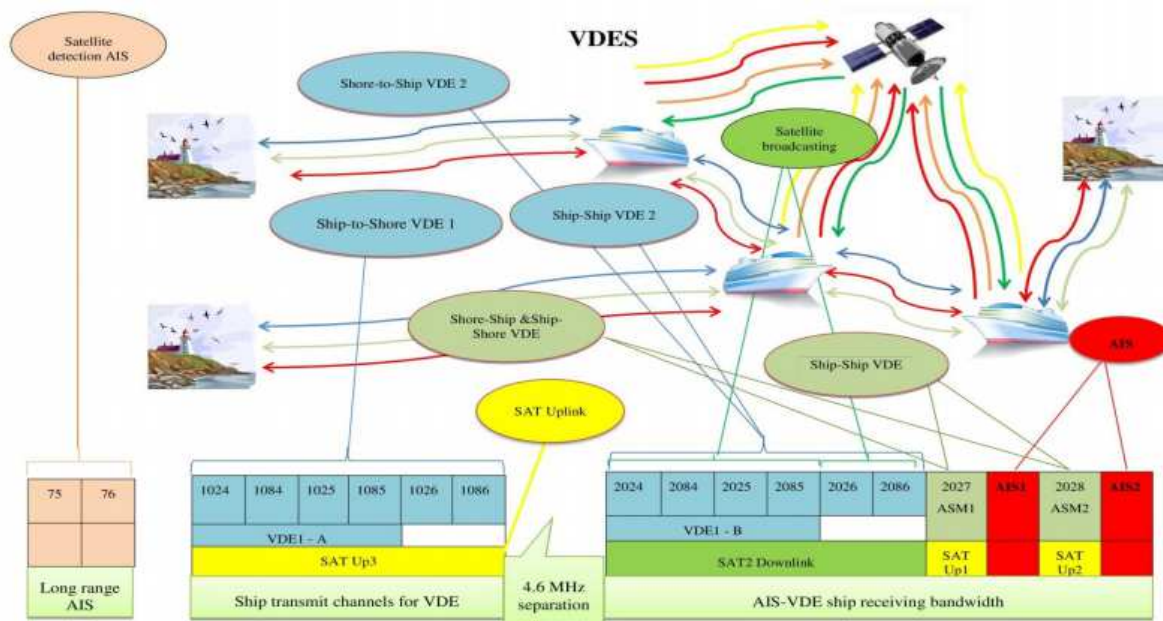 VDES
Satellite
detection AIS
Shore-to-Ship VDE 2
Satellite
broadcasting
Ship-to-Shore VDE 1
Ship-Ship VDE 2
Shore-Ship &Ship-
Shore VDE
Ship-Ship VDE
AIS
SAT Uplink
75 76
1024 1084 1025 1085 1026 1086
2024 2084 2025 2085 2026 2086 2027
ASM1 AIS1 2028
ASM2 AIS2
VDE1 - A
VDE1 - B
SAT Up3
SAT2 Downlink
SAT
Up1
SAT
Up2
Long range
AIS
Ship transmit channels for VDE
4.6 MHz
separation
AIS-VDE ship receiving bandwidth